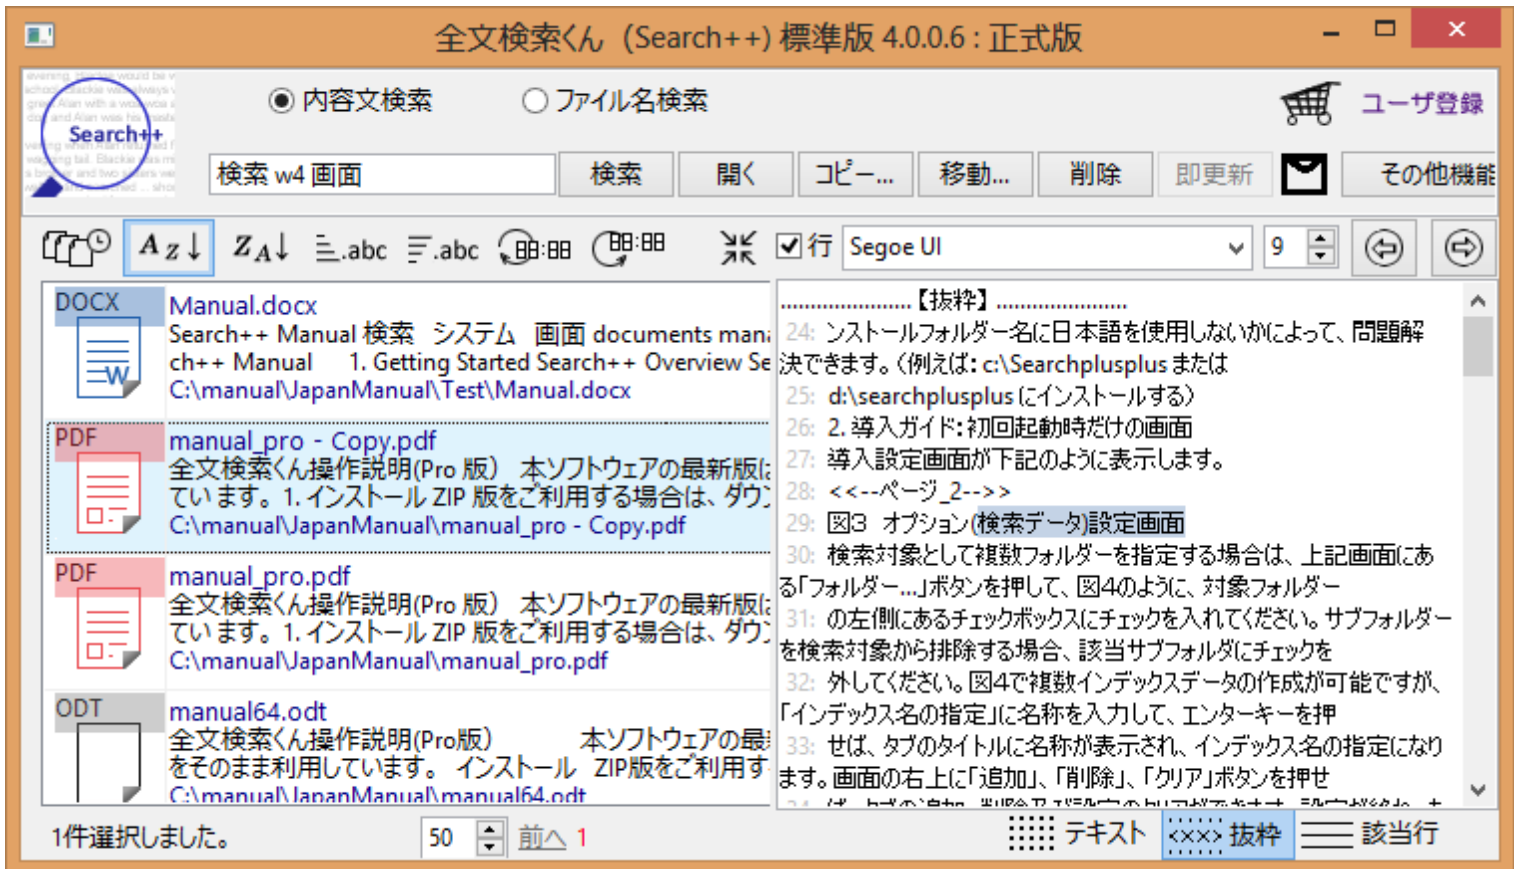 全文検索くん（Search++）標準版 4.0.0.6 : 正式版
Search++
内容文検索 ファイル名検索
ユーザ登録
検索 w4 画面 検索 開く コピー... 移動... 削除 即更新 その他機能
A Z↓ Z A↓ .abc .abc 88:88 88:88 行 Segoe UI 9
DOCX Manual.docx
Search++ Manual 検索 システム 画面 documents mana
ch++ Manual 1. Getting Started Search++ Overview Se
C:\manual\JapanManual\Test\Manual.docx
PDF manual_pro - Copy.pdf
全文検索くん操作説明(Pro 版） 本ソフトウェアの最新版は
ています。1. インストール ZIP 版をご利用する場合は、ダウン
C:\manual\JapanManual\manual_pro - Copy.pdf
PDF manual_pro.pdf
全文検索くん操作説明(Pro 版） 本ソフトウェアの最新版は
ています。1. インストール ZIP 版をご利用する場合は、ダウン
C:\manual\JapanManual\manual_pro.pdf
ODT manual64.odt
全文検索くん操作説明(Pro版） 本ソフトウェアの最新
をそのまま利用しています。 インストール ZIP版をご利用す
C:\manual\JapanManual\manual64.odt
......................【抜粋】......................
24: ンストールフォルダー名に日本語を使用しないかによって、問題解
決できます。（例えば: c:\Searchplusplus または
25: d:\searchplusplus にインストールする）
26: 2. 導入ガイド: 初回起動時だけの画面
27: 導入設定画面が下記のように表示します。
28: <<--ページ_2-->>
29: 図3 オプション(検索データ)設定画面
30: 検索対象として複数フォルダーを指定する場合は、上記画面にあ
る「フォルダー...」ボタンを押して、図4のように、対象フォルダー
31: の左側にあるチェックボックスにチェックを入れてください。サブフォルダー
を検索対象から排除する場合、該当サブフォルダにチェックを
32: 外してください。図4で複数インデックスデータの作成が可能ですが、
「インデックス名の指定」に名称を入力して、エンターキーを押
33: せば、タブのタイトルに名称が表示され、インデックス名の指定になり
ます。画面の右上に「追加」、「削除」、「クリア」ボタンを押せ
1件選択しました。 50 前へ 1 テキスト <xx> 抜粋 該当行